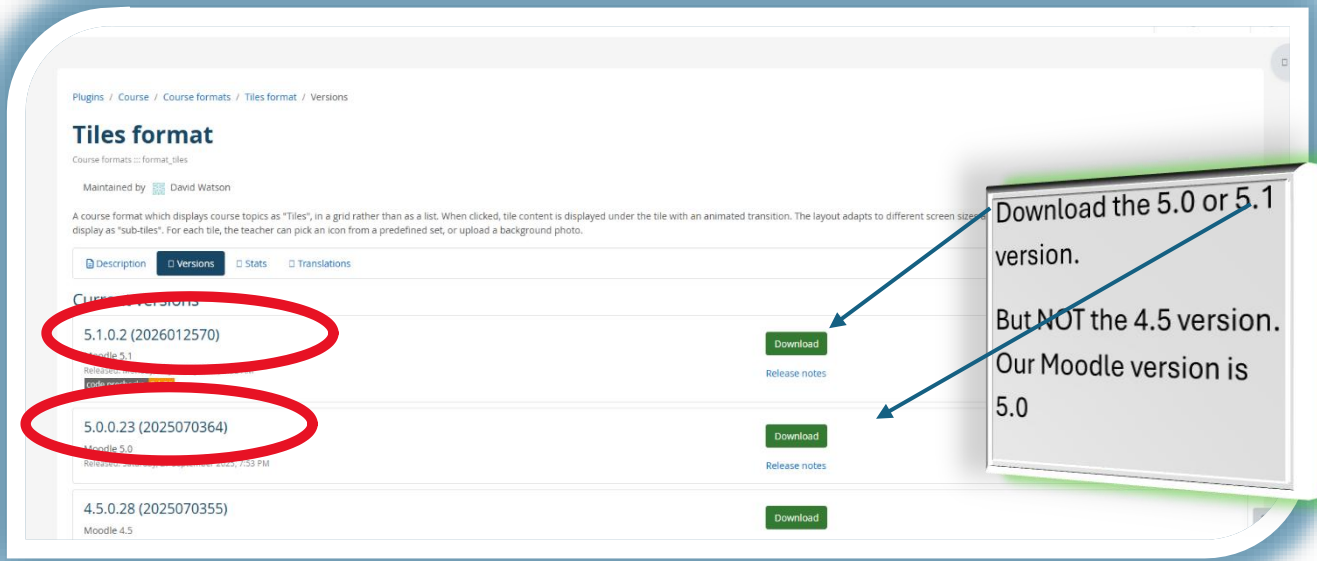 Plugins / Course / Course formats / Tiles format / Versions
Tiles format
Course formats ::: format_tiles
Maintained by David Watson
A course format which displays course topics as "Tiles", in a grid rather than as a list. When clicked, tile content is displayed under the tile with an animated transition. The layout adapts to different screen sizes
display as "sub-tiles". For each tile, the teacher can pick an icon from a predefined set, or upload a background photo.
Description Versions Stats Translations
Current versions
5.1.0.2 (2026012570)
Download
Moodle 5.1
Release notes
5.0.0.23 (2025070364)
Download
Moodle 5.0
2025, 7:53 PM
Release notes
4.5.0.28 (2025070355)
Download
Moodle 4.5
Download the 5.0 or 5.1
version.
But NOT the 4.5 version.
Our Moodle version is
5.0